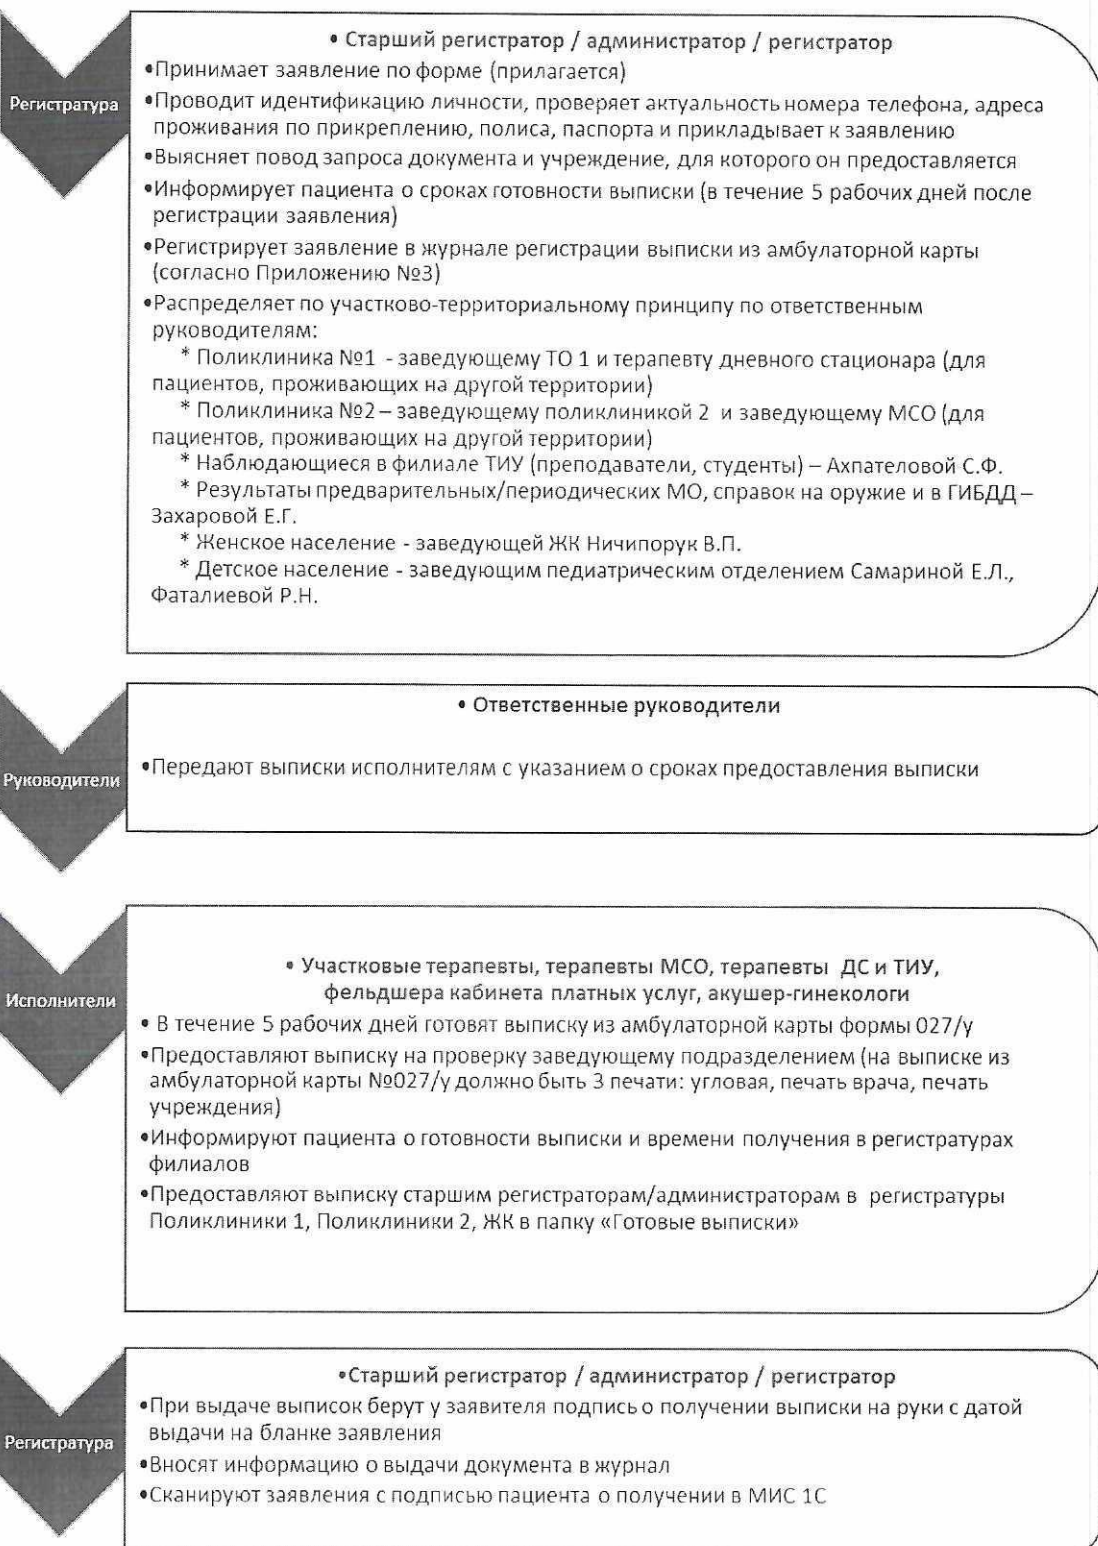 Регистратура
• Старший регистратор / администратор / регистратор
•Принимает заявление по форме (прилагается)
•Проводит идентификацию личности, проверяет актуальность номера телефона, адреса
проживания по прикреплению, полиса, паспорта и прикладывает к заявлению
•Выясняет повод запроса документа и учреждение, для которого он предоставляется
•Информирует пациента о сроках готовности выписки (в течение 5 рабочих дней после
регистрации заявления)
•Регистрирует заявление в журнале регистрации выписки из амбулаторной карты
(согласно Приложению №3)
•Распределяет по участково-территориальному принципу по ответственным
руководителям:
* Поликлиника №1 - заведующему ТО 1 и терапевту дневного стационара (для
пациентов, проживающих на другой территории)
* Поликлиника №2 – заведующему поликлиникой 2 и заведующему МСО (для
пациентов, проживающих на другой территории)
* Наблюдающиеся в филиале ТИУ (преподаватели, студенты) – Ахпателовой С.Ф.
* Результаты предварительных/периодических МО, справок на оружие и в ГИБДД –
Захаровой Е.Г.
* Женское население - заведующей ЖК Ничипорук В.П.
* Детское население - заведующим педиатрическим отделением Самариной Е.Л.,
Фаталиевой Р.Н.
Руководители
• Ответственные руководители
•Передают выписки исполнителям с указанием о сроках предоставления выписки
Исполнители
• Участковые терапевты, терапевты МСО, терапевты ДС и ТИУ,
фельдшера кабинета платных услуг, акушер-гинекологи
• В течение 5 рабочих дней готовят выписку из амбулаторной карты формы 027/у
•Предоставляют выписку на проверку заведующему подразделением (на выписке из
амбулаторной карты №027/у должно быть 3 печати: угловая, печать врача, печать
учреждения)
•Информируют пациента о готовности выписки и времени получения в регистратурах
филиалов
•Предоставляют выписку старшим регистраторам/администраторам в регистратуры
Поликлиники 1, Поликлиники 2, ЖК в папку «Готовые выписки»
Регистратура
•Старший регистратор / администратор / регистратор
•При выдаче выписок берут у заявителя подпись о получении выписки на руки с датой
выдачи на бланке заявления
•Вносят информацию о выдачи документа в журнал
•Сканируют заявления с подписью пациента о получении в МИС 1С